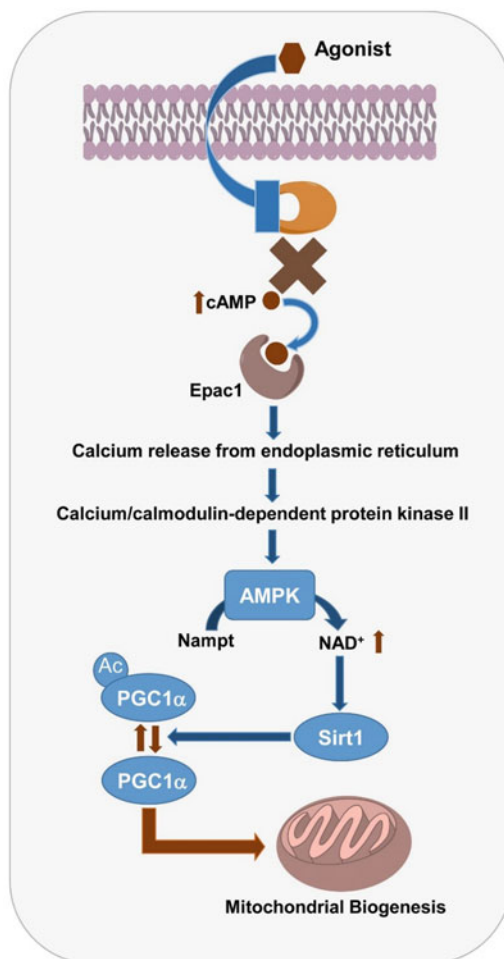 Agonist
cAMP
Epac1
Calcium release from endoplasmic reticulum
Calcium/calmodulin-dependent protein kinase II
AMPK
Nampt
NAD⁺
Ac
PGC1α
Sirt1
PGC1α
Mitochondrial Biogenesis